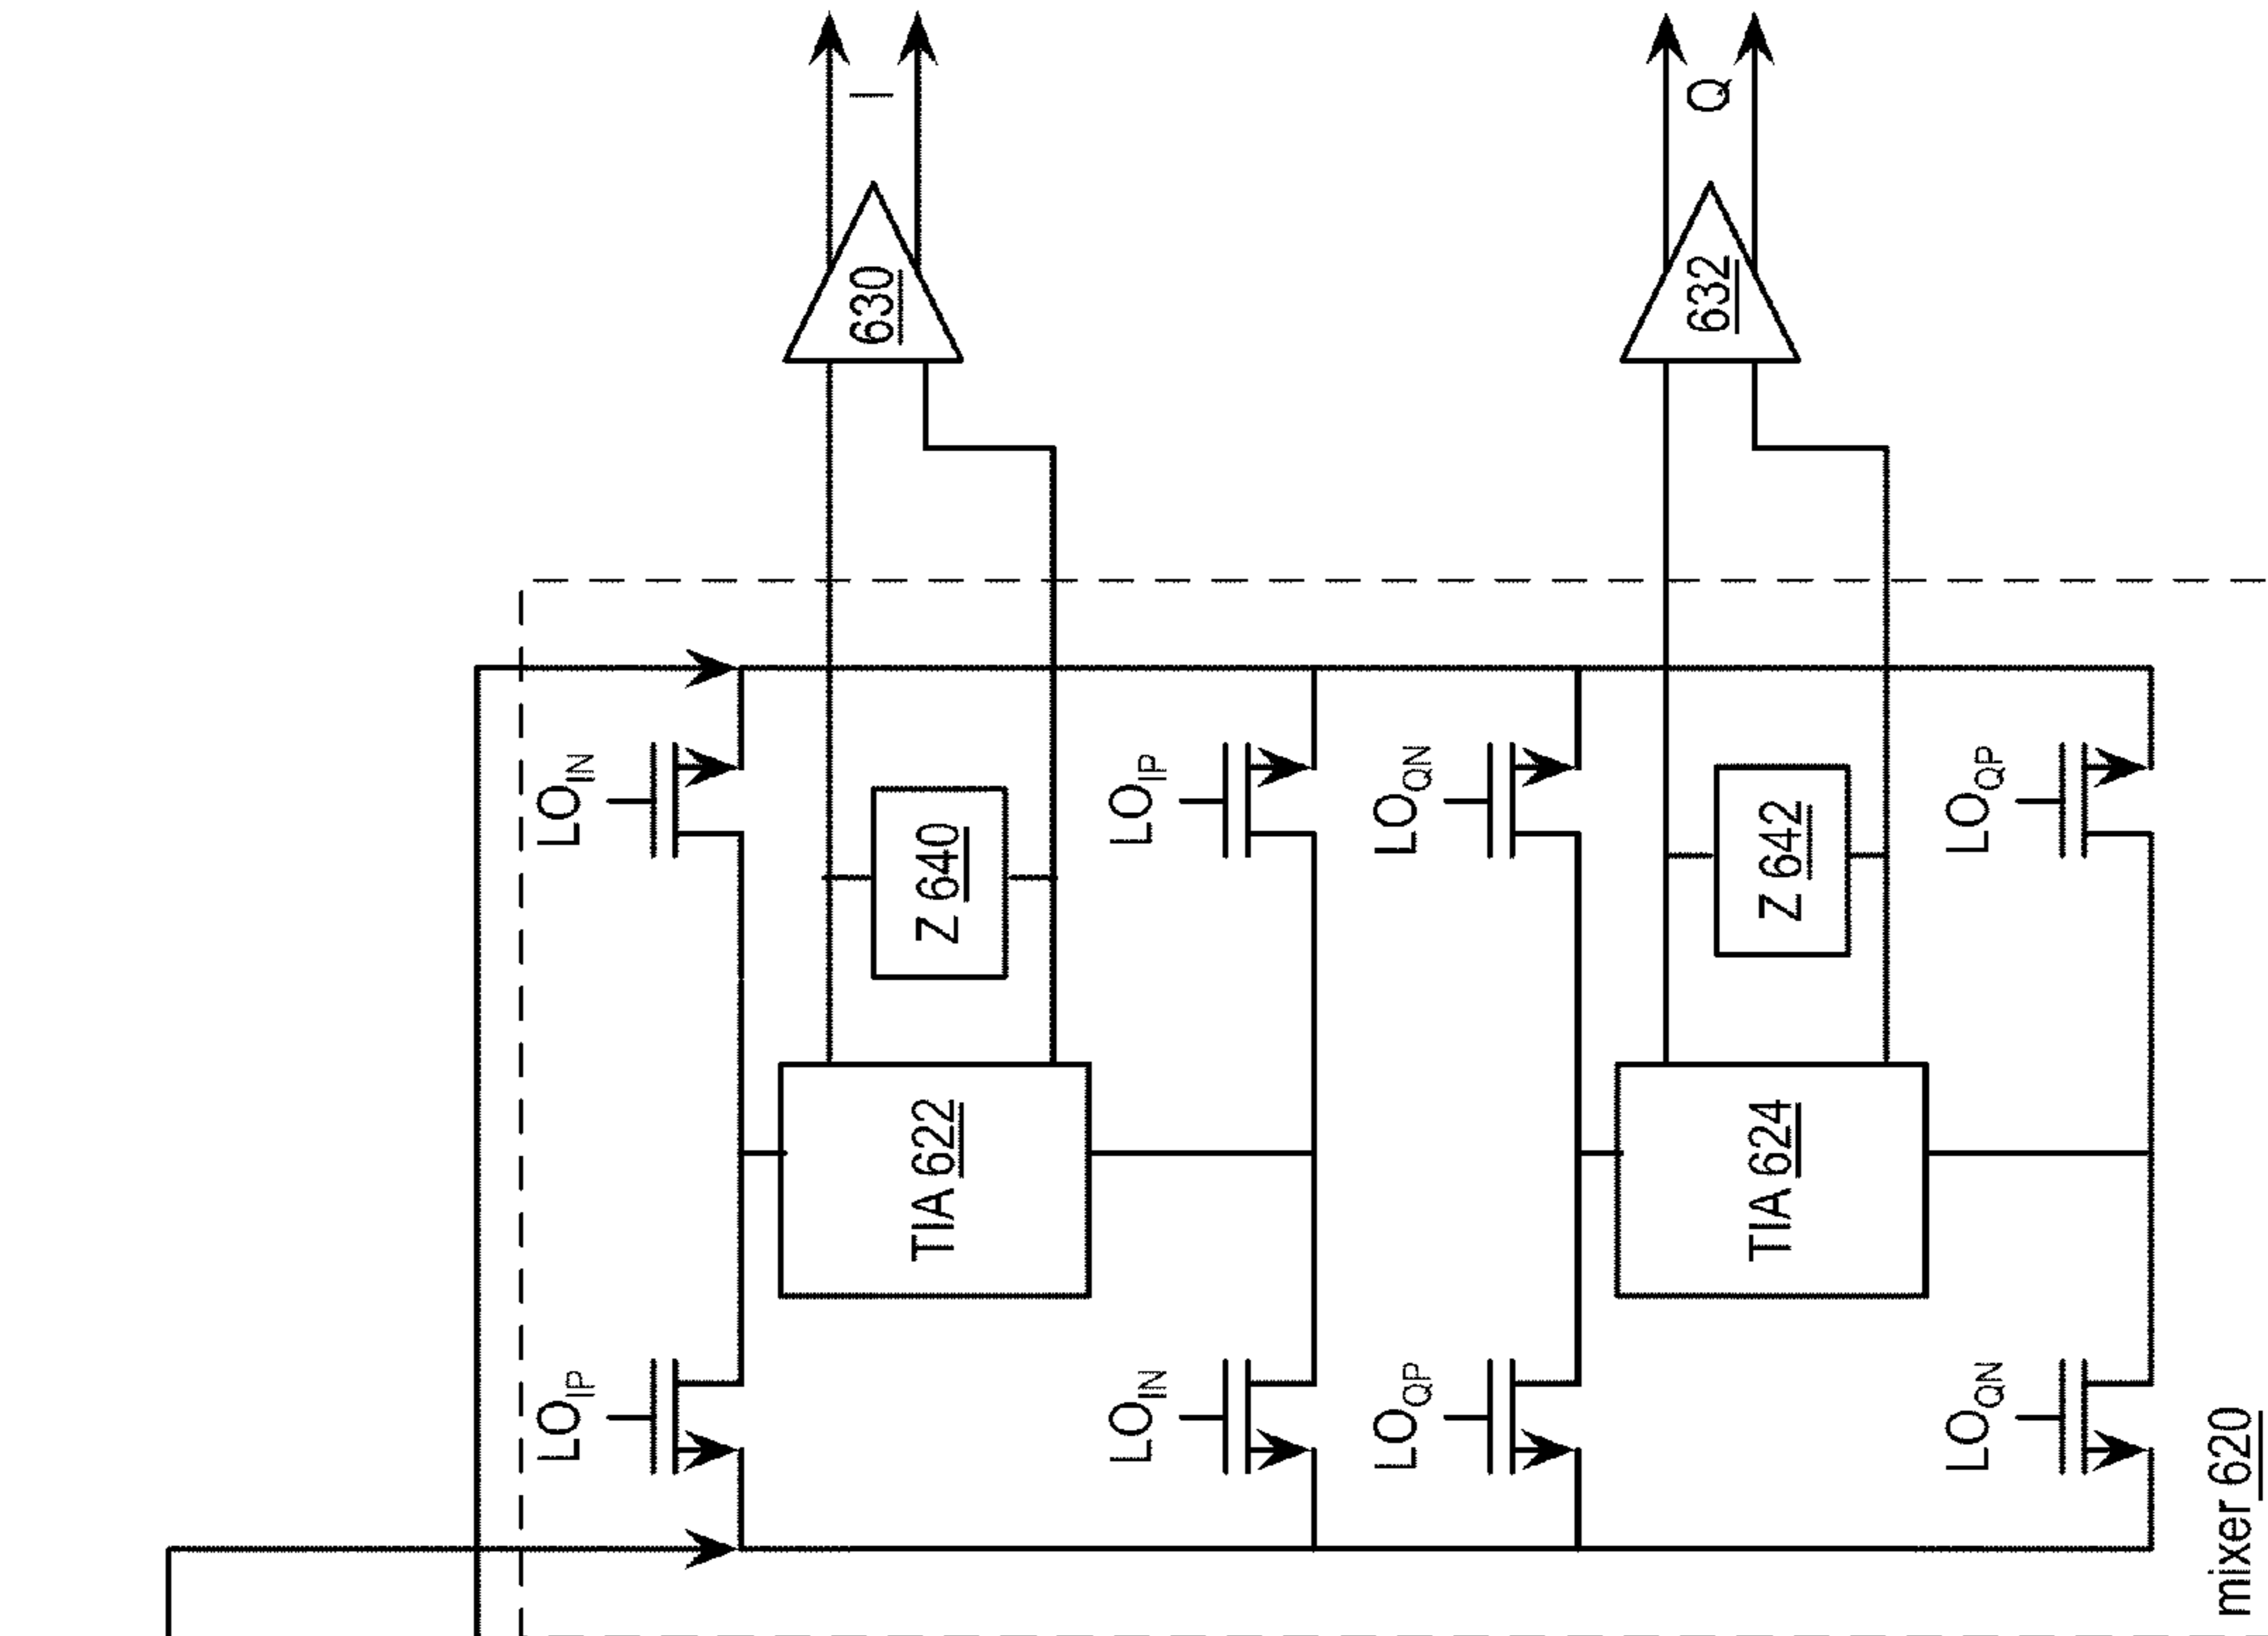 I
Q
630
632
LO_IN
LO_IP
LO_QN
LO_QP
Z 640
Z 642
TIA 622
TIA 624
LO_IP
LO_IN
LO_QP
LO_QN
mixer 620